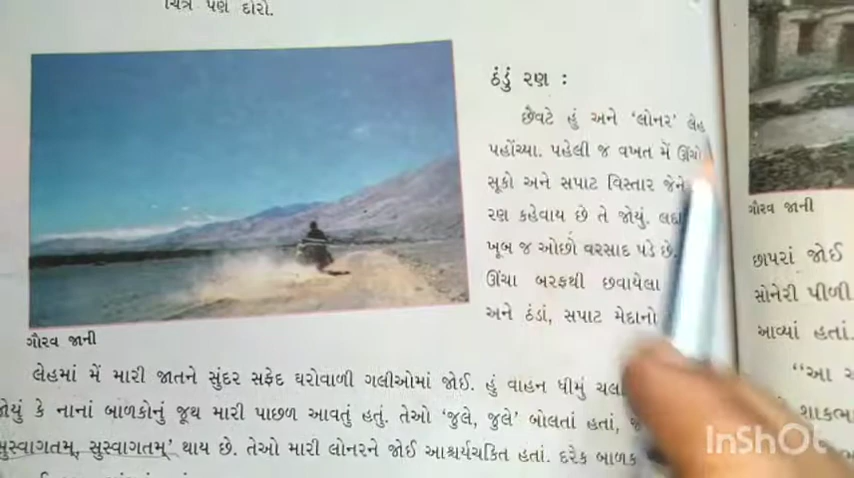 ચિત્ર પણ દોરો.
ઠંડું રણ :
છેવટે હું અને ‘લોનર’ લેહ
પહોંચ્યા. પહેલી જ વખત મેં ઊંચો
સૂકો અને સપાટ વિસ્તાર જેને
રણ કહેવાય છે તે જોયું.
ખૂબ જ ઓછો વરસાદ પડે છે.
ઊંચા બરફથી છવાયેલા
અને ઠંડાં, સપાટ મેદાનો
ગૌરવ જાની
લેહમાં મેં મારી જાતને સુંદર સફેદ ઘરોવાળી ગલીઓમાં જોઈ. હું વાહન ધીમું
જોયું કે નાનાં બાળકોનું જૂથ મારી પાછળ આવતું હતું. તેઓ ‘જુલે, જુલે’ બોલતાં હતાં,
સુસ્વાગતમ્, સુસ્વાગતમ્’ થાય છે. તેઓ મારી લોનરને જોઈ આશ્ચર્યચકિત હતાં. દરેક બાળક
ગૌરવ જાની
છાપરાં જોઈ
સોનેરી પીળી
આવ્યાં હતાં.
“આ
InShOt